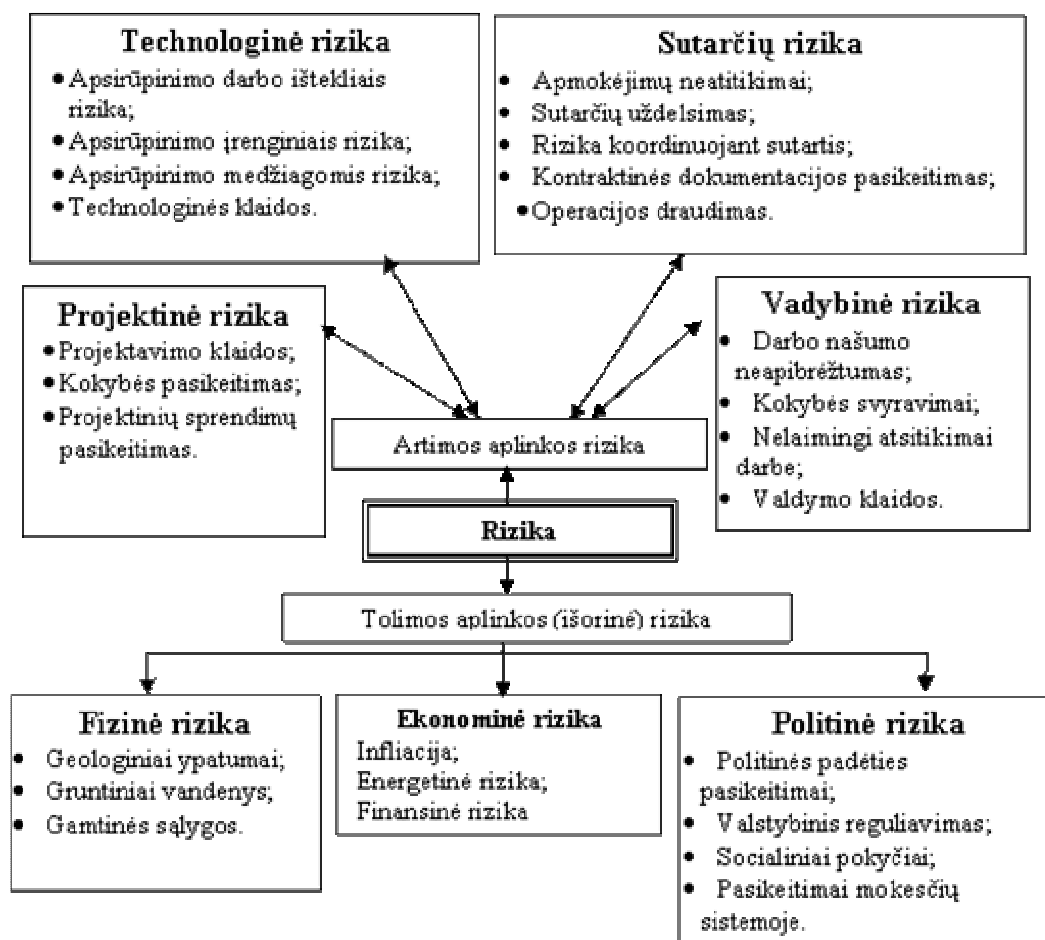 Technologinė rizika
● Apsirūpinimo darbo ištekliais
rizika;
● Apsirūpinimo įrenginiais rizika;
● Apsirūpinimo medžiagomis rizika;
● Technologinės klaidos.
Sutarčių rizika
● Apmokėjimų neatitikimai;
● Sutarčių uždelsimas;
● Rizika koordinuojant sutartis;
● Kontraktinės dokumentacijos pasikeitimas;
● Operacijos draudimas.
Projektinė rizika
● Projektavimo klaidos;
● Kokybės pasikeitimas;
● Projektinių sprendimų
pasikeitimas.
Vadybinė rizika
● Darbo našumo
neapibrėžtumas;
● Kokybės svyravimai;
● Nelaimingi atsitikimai
darbe;
● Valdymo klaidos.
Artimos aplinkos rizika
Rizika
Tolimos aplinkos (išorinė) rizika
Fizinė rizika
● Geologiniai ypatumai;
● Gruntiniai vandenys;
● Gamtinės sąlygos.
Ekonominė rizika
Infliacija;
Energetinė rizika;
Finansinė rizika
Politinė rizika
● Politinės padėties
pasikeitimai;
● Valstybinis reguliavimas;
● Socialiniai pokyčiai;
● Pasikeitimai mokesčių
sistemoje.